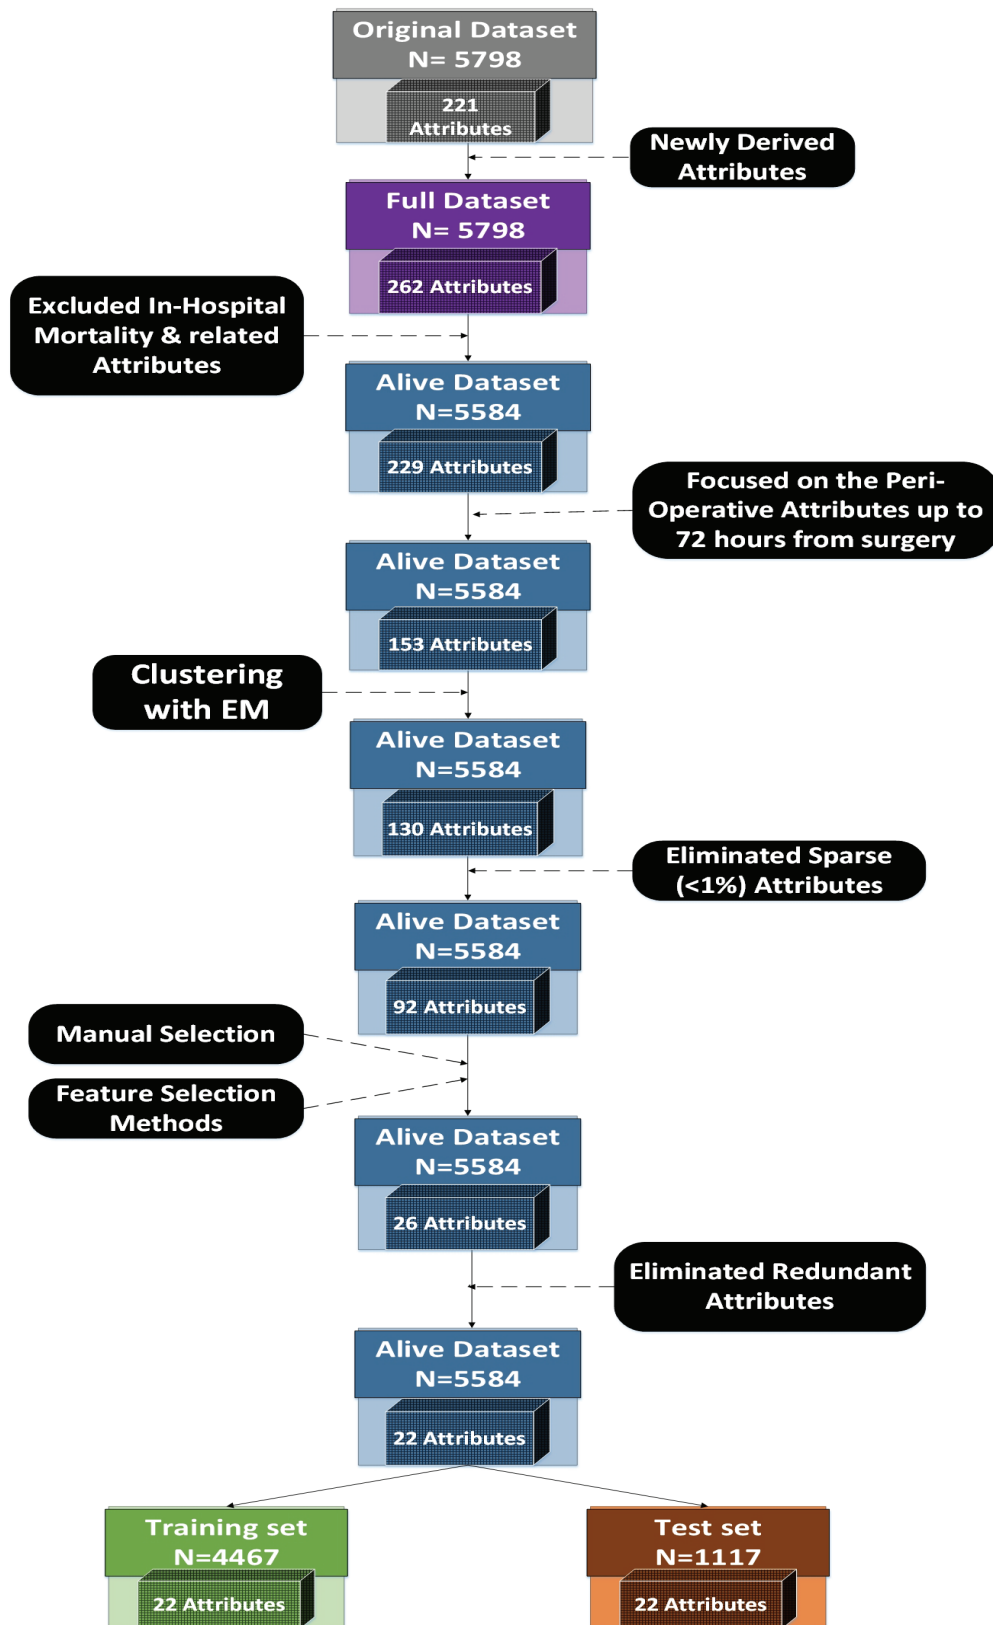 Original Dataset
N= 5798
221
Attributes
Newly Derived
Attributes
Full Dataset
N= 5798
262 Attributes
Excluded In-Hospital
Mortality & related
Attributes
Alive Dataset
N=5584
229 Attributes
Focused on the Peri-
Operative Attributes up to
72 hours from surgery
Alive Dataset
N=5584
153 Attributes
Clustering
with EM
Alive Dataset
N=5584
130 Attributes
Eliminated Sparse
(<1%) Attributes
Alive Dataset
N=5584
92 Attributes
Manual Selection
Feature Selection
Methods
Alive Dataset
N=5584
26 Attributes
Eliminated Redundant
Attributes
Alive Dataset
N=5584
22 Attributes
Training set
N=4467
22 Attributes
Test set
N=1117
22 Attributes